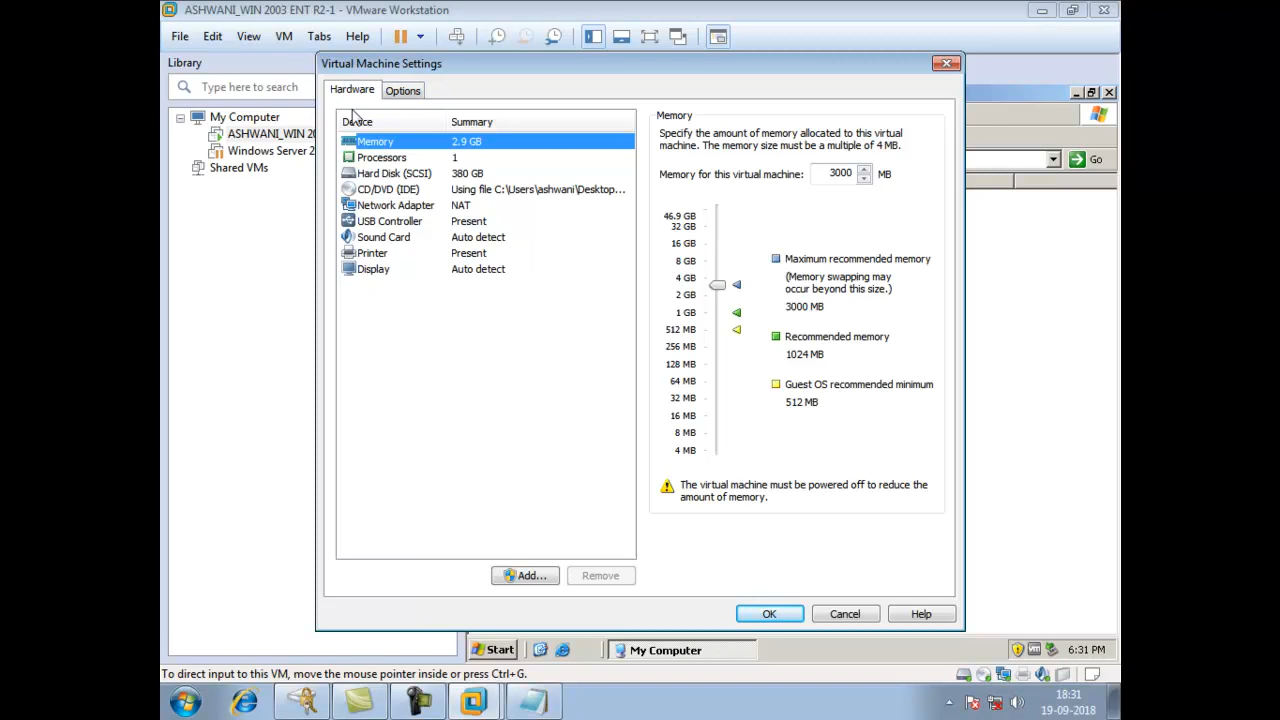 ASHWANI_WIN 2003 ENT R2-1 - VMware Workstation
File Edit View VM Tabs Help
Library
Type here to search
My Computer
ASHWANI_WIN 20
Windows Server 2
Shared VMs
Virtual Machine Settings
Hardware Options
Device Summary
Memory 2.9 GB
Processors 1
Hard Disk (SCSI) 380 GB
CD/DVD (IDE) Using file C:\Users\ashwani\Desktop...
Network Adapter NAT
USB Controller Present
Sound Card Auto detect
Printer Present
Display Auto detect
Add... Remove
Memory
Specify the amount of memory allocated to this virtual
machine. The memory size must be a multiple of 4 MB.
Memory for this virtual machine: 3000 MB
46.9 GB
32 GB
16 GB
8 GB
4 GB
2 GB
1 GB
512 MB
256 MB
128 MB
64 MB
32 MB
16 MB
8 MB
4 MB
Maximum recommended memory
(Memory swapping may
occur beyond this size.)
3000 MB
Recommended memory
1024 MB
Guest OS recommended minimum
512 MB
The virtual machine must be powered off to reduce the
amount of memory.
OK Cancel Help
Go
Start My Computer 6:31 PM
To direct input to this VM, move the mouse pointer inside or press Ctrl+G.
18:31
19-09-2018